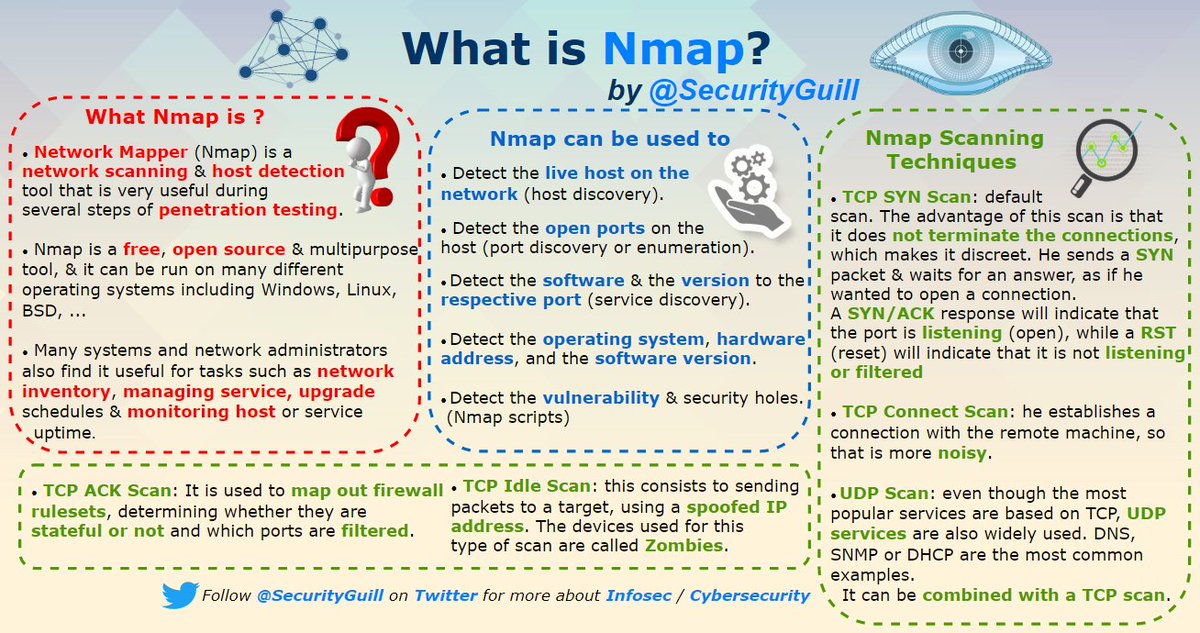 What is Nmap?
by @SecurityGuill
What Nmap is ?
• Network Mapper (Nmap) is a
network scanning & host detection
tool that is very useful during
several steps of penetration testing.
• Nmap is a free, open source & multipurpose
tool, & it can be run on many different
operating systems including Windows, Linux,
BSD, ...
• Many systems and network administrators
also find it useful for tasks such as network
inventory, managing service, upgrade
schedules & monitoring host or service
uptime.
Nmap can be used to
• Detect the live host on the
network (host discovery).
• Detect the open ports on the
host (port discovery or enumeration).
• Detect the software & the version to the
respective port (service discovery).
• Detect the operating system, hardware
address, and the software version.
• Detect the vulnerability & security holes.
(Nmap scripts)
Nmap Scanning
Techniques
• TCP SYN Scan: default
scan. The advantage of this scan is that
it does not terminate the connections,
which makes it discreet. He sends a SYN
packet & waits for an answer, as if he
wanted to open a connection.
A SYN/ACK response will indicate that
the port is listening (open), while a RST
(reset) will indicate that it is not listening
or filtered
• TCP Connect Scan: he establishes a
connection with the remote machine, so
that is more noisy.
• UDP Scan: even though the most
popular services are based on TCP, UDP
services are also widely used. DNS,
SNMP or DHCP are the most common
examples.
It can be combined with a TCP scan.
• TCP ACK Scan: It is used to map out firewall
rulesets, determining whether they are
stateful or not and which ports are filtered.
• TCP Idle Scan: this consists to sending
packets to a target, using a spoofed IP
address. The devices used for this
type of scan are called Zombies.
Follow @SecurityGuill on Twitter for more about Infosec / Cybersecurity